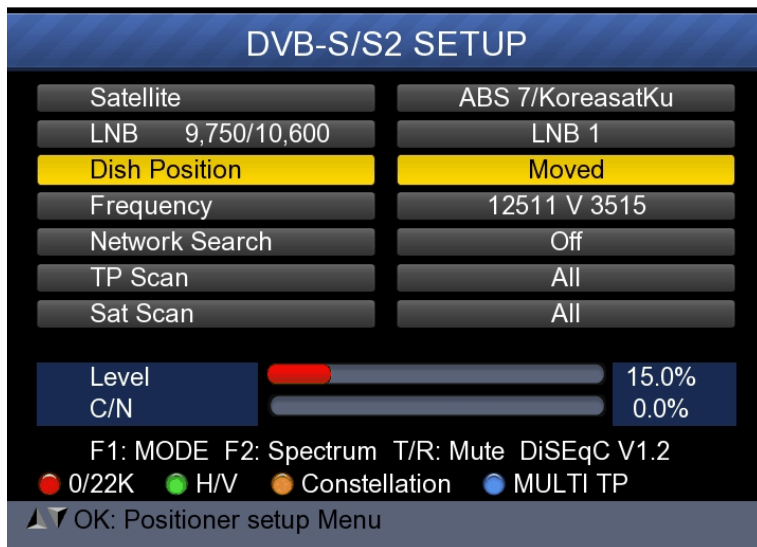 DVB-S/S2 SETUP
Satellite ABS 7/KoreasatKu
LNB 9,750/10,600 LNB 1
Dish Position Moved
Frequency 12511 V 3515
Network Search Off
TP Scan All
Sat Scan All
Level 15.0%
C/N 0.0%
F1: MODE F2: Spectrum T/R: Mute DiSEqC V1.2
0/22K H/V Constellation MULTI TP
OK: Positioner setup Menu